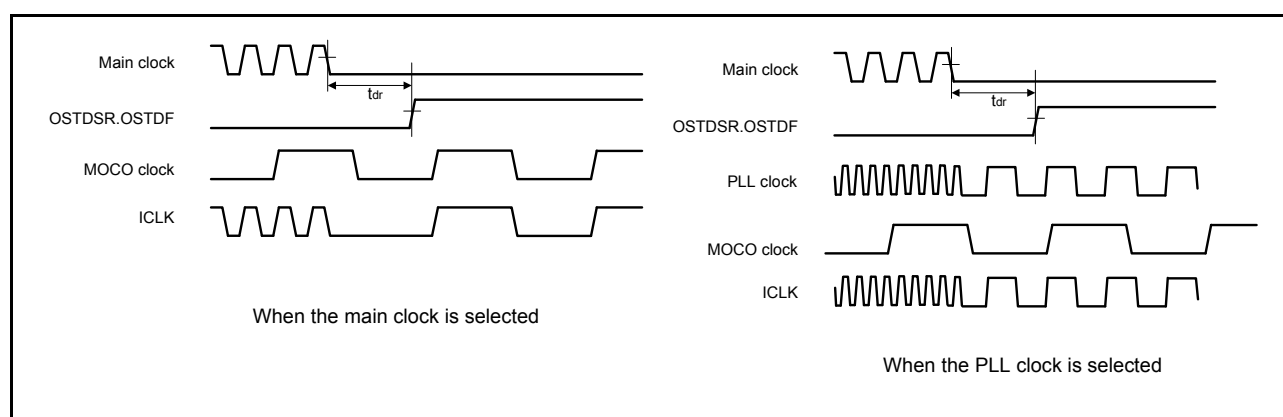 Main clock
tdr
OSTDSR.OSTDF
MOCO clock
ICLK
When the main clock is selected
Main clock
tdr
OSTDSR.OSTDF
PLL clock
MOCO clock
ICLK
When the PLL clock is selected